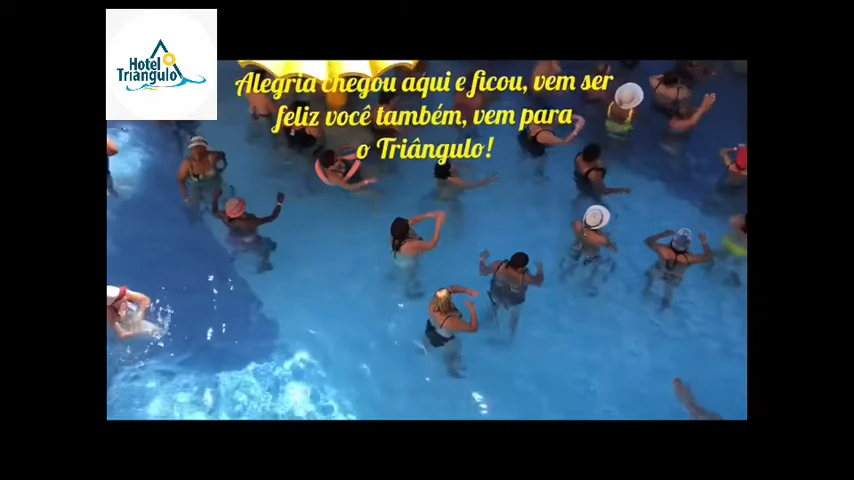 Hotel
Triângulo
Alegria chegou aqui e ficou, vem ser
feliz você também, vem para
o Triângulo!